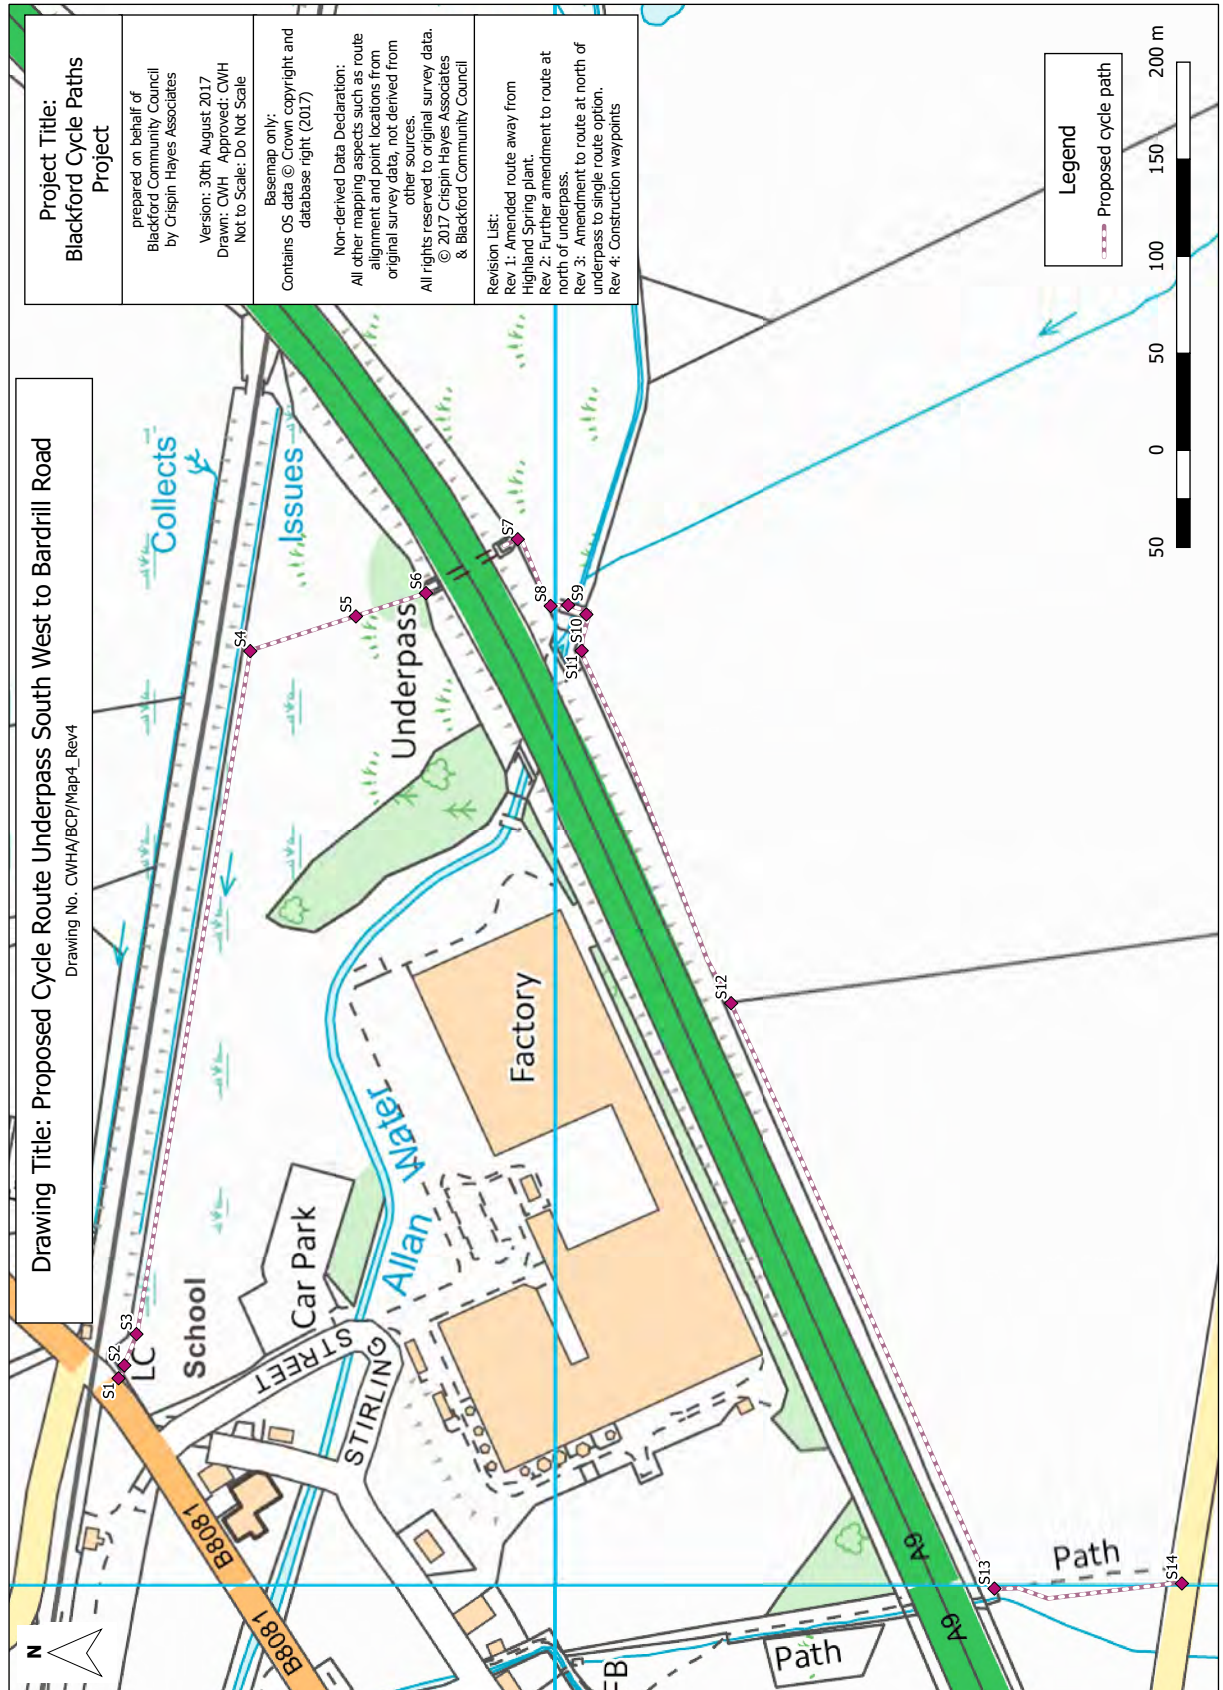 Drawing Title: Proposed Cycle Route Underpass South West to Bardrill Road
Drawing No. CWHA/BCP/Map4_Rev4
Project Title:
Blackford Cycle Paths
Project
prepared on behalf of
Blackford Community Council
by Crispin Hayes Associates
Version: 30th August 2017
Drawn: CWH Approved: CWH
Not to Scale: Do Not Scale
Basemap only:
Contains OS data © Crown copyright and
database right (2017)
Non-derived Data Declaration:
All other mapping aspects such as route
alignment and point locations from
original survey data, not derived from
other sources.
All rights reserved to original survey data.
© 2017 Crispin Hayes Associates
& Blackford Community Council
Revision List:
Rev 1: Amended route away from
Highland Spring plant.
Rev 2: Further amendment to route at
north of underpass.
Rev 3: Amendment to route at north of
underpass to single route option.
Rev 4: Construction waypoints
N
S1
S2
S3
LC
School
Car Park
STREET
STIRLING
B8081
B8081
Allan Water
Factory
Collects
Issues
S4
S5
S6
Underpass
S7
S8
S9
S10
S11
S12
S13
S14
A9
A9
Path
Path
FB
Legend
Proposed cycle path
50 0 50 100 150 200 m